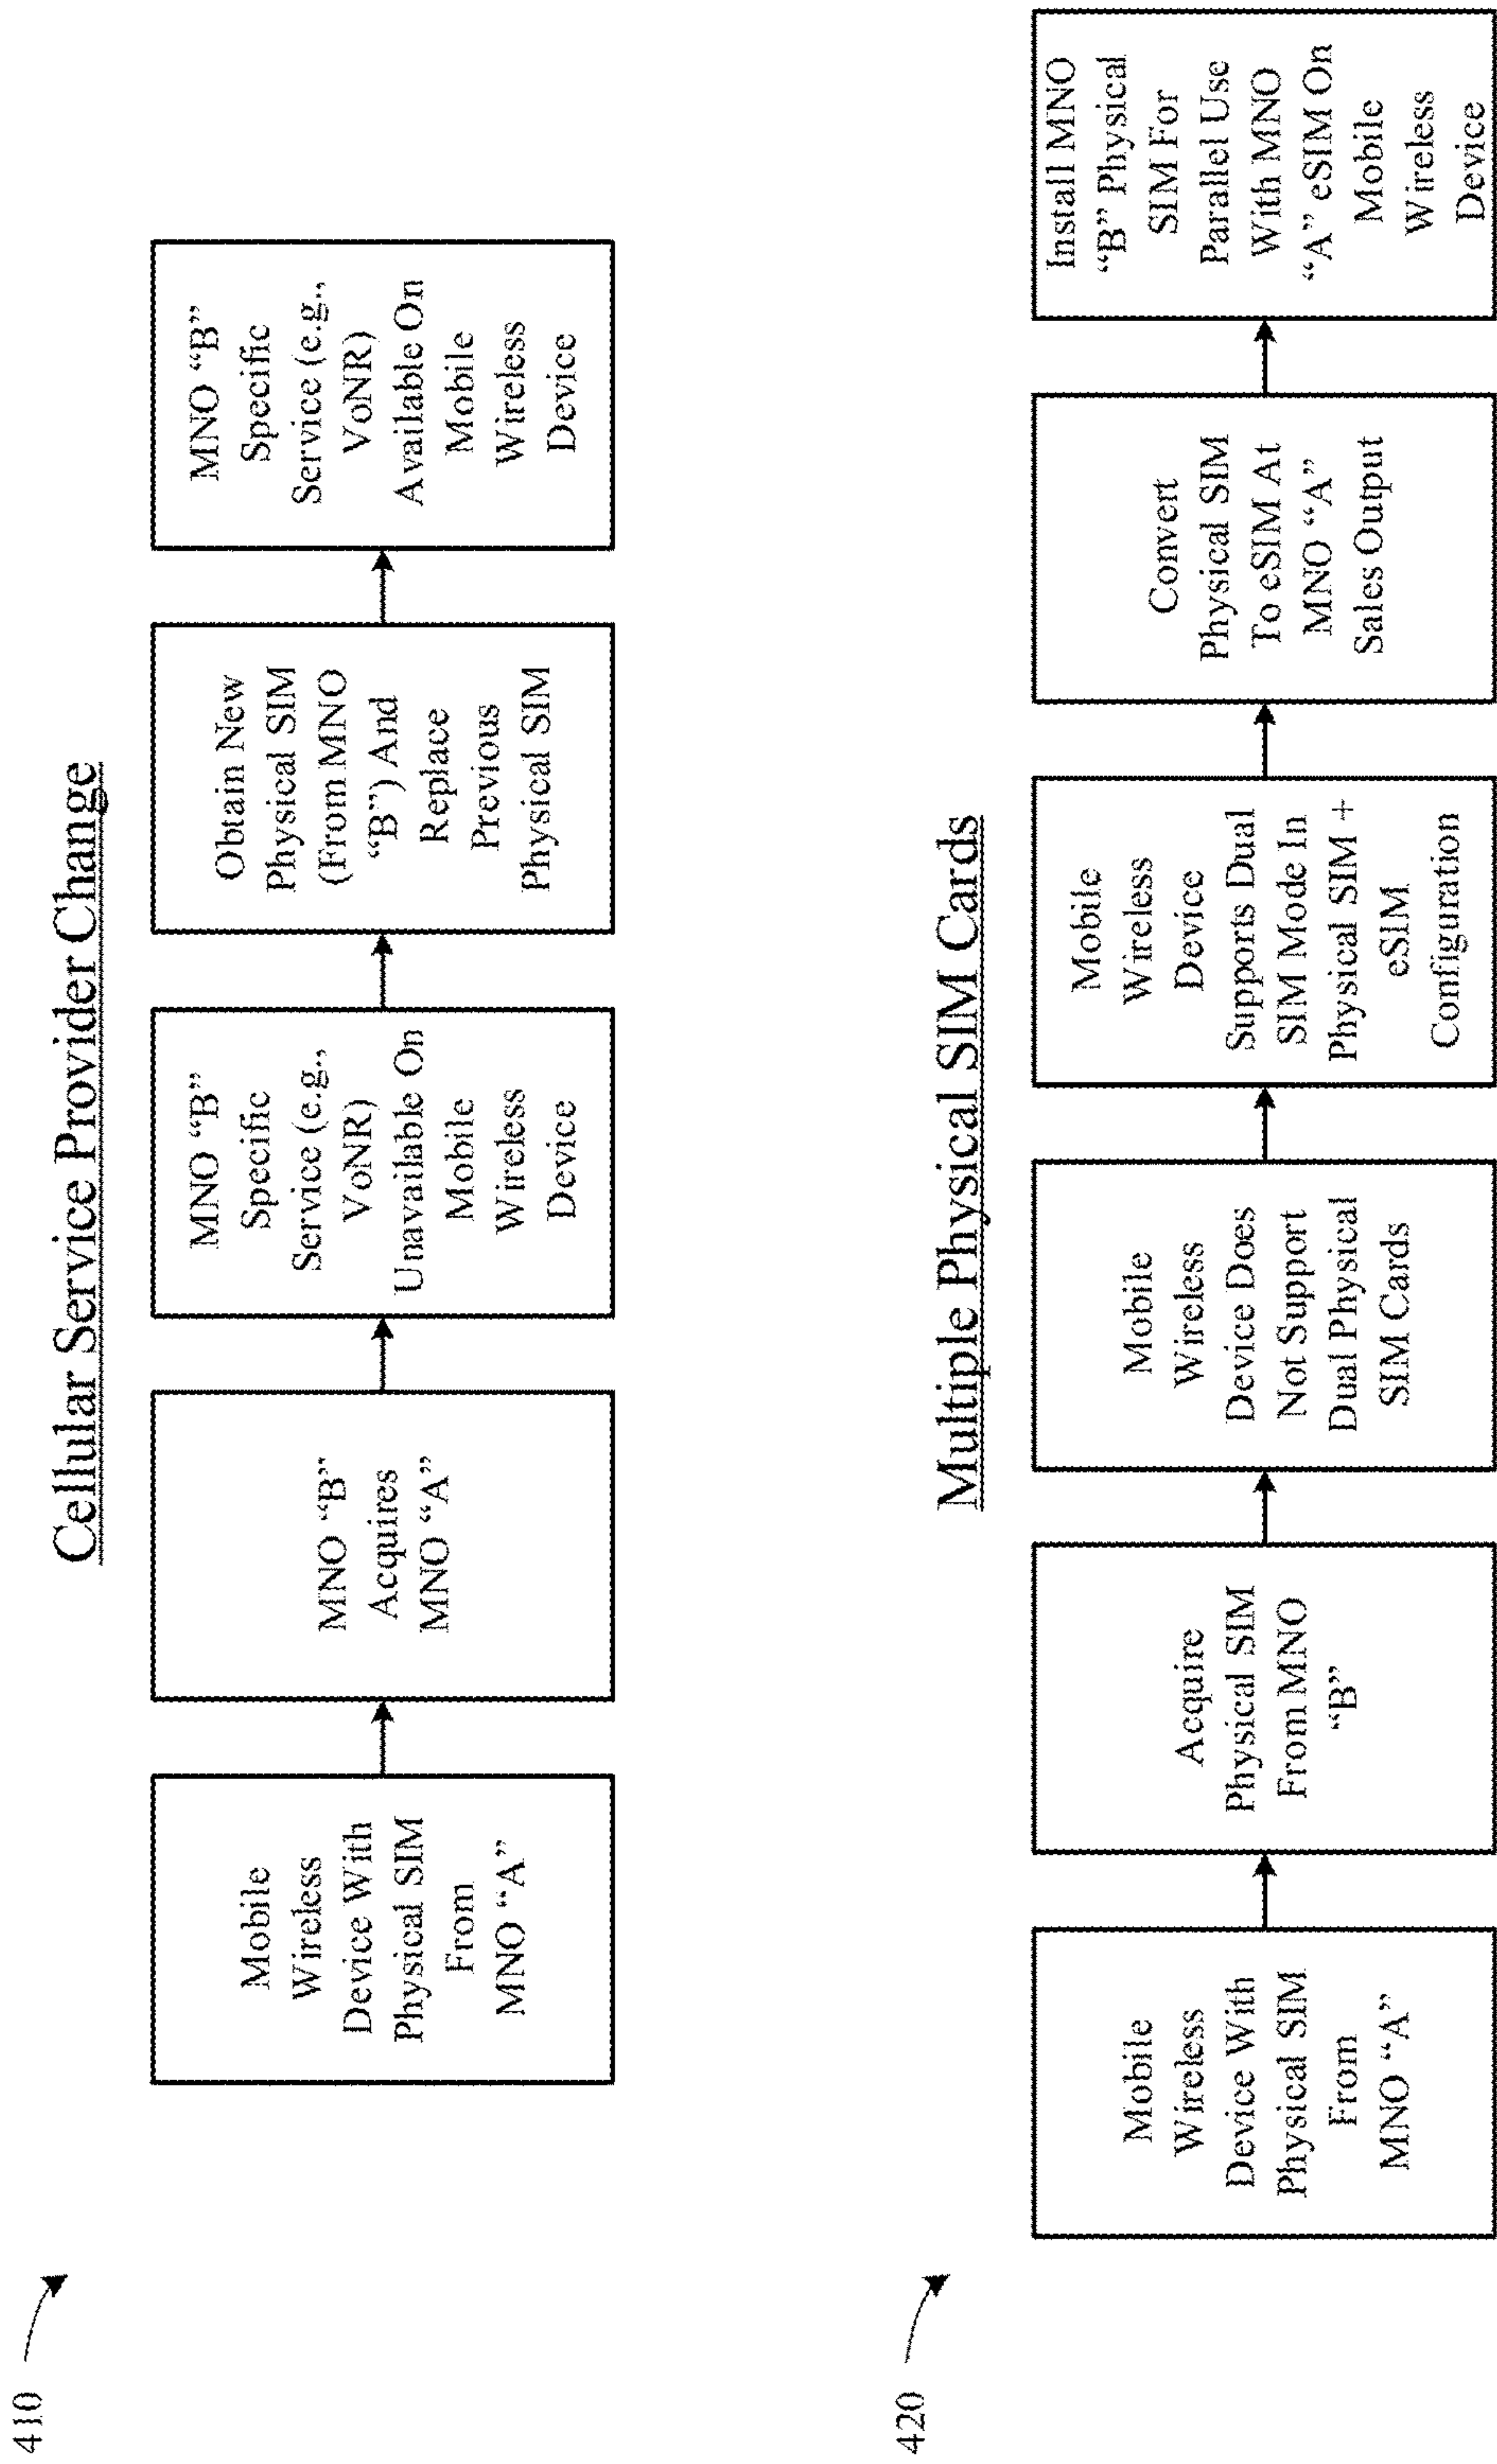 410
Cellular Service Provider Change
Mobile
Wireless
Device With
Physical SIM
From
MNO “A”
MNO “B”
Acquires
MNO “A”
MNO “B”
Specific
Service (e.g.,
VoNR)
Unavailable On
Mobile
Wireless
Device
Obtain New
Physical SIM
(From MNO
“B”) And
Replace
Previous
Physical SIM
MNO “B”
Specific
Service (e.g.,
VoNR)
Available On
Mobile
Wireless
Device
420
Multiple Physical SIM Cards
Mobile
Wireless
Device With
Physical SIM
From
MNO “A”
Acquire
Physical SIM
From MNO
“B”
Mobile
Wireless
Device Does
Not Support
Dual Physical
SIM Cards
Mobile
Wireless
Device
Supports Dual
SIM Mode In
Physical SIM +
eSIM
Configuration
Convert
Physical SIM
To eSIM At
MNO “A”
Sales Output
Install MNO
“B” Physical
SIM For
Parallel Use
With MNO
“A” eSIM On
Mobile
Wireless
Device